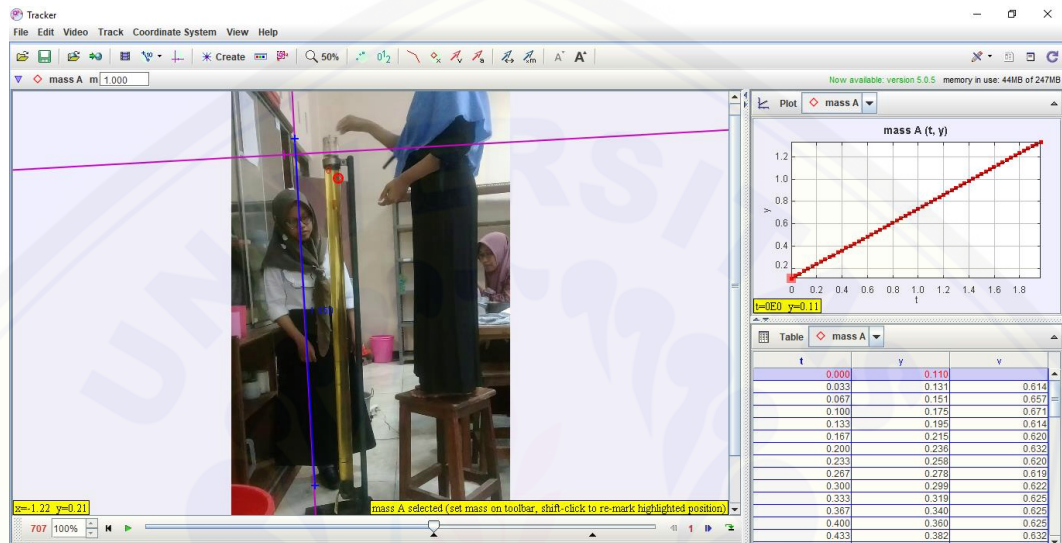 Tracker
File Edit Video Track Coordinate System View Help
Create 50%
mass A m 1.000 Now available: version 5.0.5 memory in use: 44MB of 247MB
Plot mass A
mass A (t, y)
1.2
1.0
0.8
y
0.6
0.4
0.2
0 0.2 0.4 0.6 0.8 1.0 1.2 1.4 1.6 1.8
t
t=0E0 y=0.11
Table mass A
t y v
0.000 0.110
0.033 0.131 0.614
0.067 0.151 0.657
0.100 0.175 0.671
0.133 0.195 0.614
0.167 0.215 0.620
0.200 0.236 0.632
0.233 0.258 0.620
0.267 0.278 0.619
0.300 0.299 0.622
0.333 0.319 0.625
0.367 0.340 0.625
0.400 0.360 0.625
0.433 0.382 0.632
x=-1.22 y=0.21
mass A selected (set mass on toolbar, shift-click to re-mark highlighted position)
707 100% 1